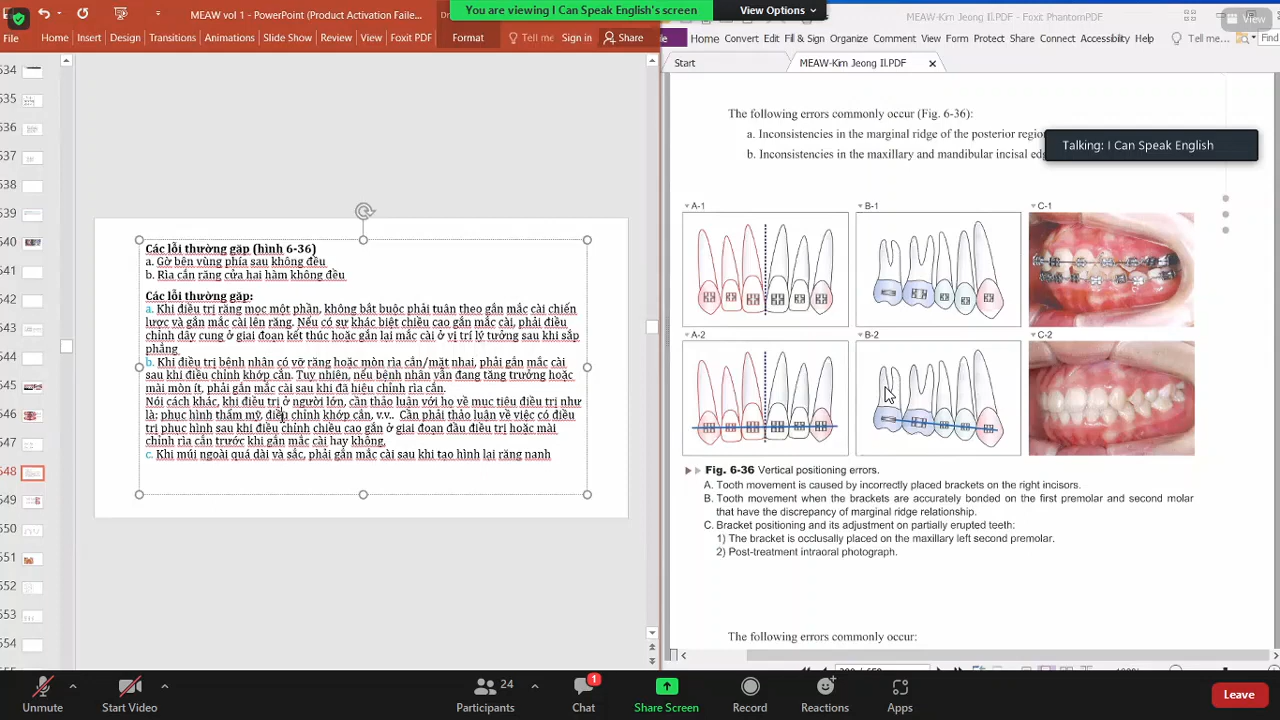 MEAW vol 1 - PowerPoint (Product Activation Faile...
You are viewing I Can Speak English's screen
View Options
MEAW-Kim Jeong Il.PDF - Foxit PhantomPDF
View
File
Home
Insert
Design
Transitions
Animations
Slide Show
Review
View
Foxit PDF
Format
Tell me...
Sign in
Share
Home
Convert
Edit
Fill & Sign
Organize
Comment
View
Form
Protect
Share
Connect
Accessibility
Help
Tell me...
Find
Start
MEAW-Kim Jeong Il.PDF
534
535
536
537
538
539
540
541
542
543
544
545
546
548
549
550
551
552
553
554
Các lỗi thường gặp (hình 6-36)
a. Gờ bên vùng phía sau không đều
b. Rìa cắn răng cửa hai hàm không đều
Các lỗi thường gặp:
a. Khi điều trị răng mọc một phần, không bắt buộc phải tuân theo gắn mắc cài chiến
lược và gắn mắc cài lên răng. Nếu có sự khác biệt chiều cao gắn mắc cài, phải điều
chỉnh dây cung ở giai đoạn kết thúc hoặc gắn lại mắc cài ở vị trí lý tưởng sau khi sắp
phẳng
b. Khi điều trị bệnh nhân có vỡ răng hoặc mòn rìa cắn/mặt nhai, phải gắn mắc cài
sau khi điều chỉnh khớp cắn. Tuy nhiên, nếu bệnh nhân vẫn đang tăng trưởng hoặc
mài mòn ít, phải gắn mắc cài sau khi đã hiệu chỉnh rìa cắn.
Nói cách khác, khi điều trị ở người lớn, cần thảo luận với họ về mục tiêu điều trị như
là: phục hình thẩm mỹ, điều chỉnh khớp cắn, v.v.. Cần phải thảo luận về việc có điều
trị phục hình sau khi điều chỉnh chiều cao gắn ở giai đoạn đầu điều trị hoặc mài
chỉnh rìa cắn trước khi gắn mắc cài hay không.
c. Khi múi ngoài quá dài và sắc, phải gắn mắc cài sau khi tạo hình lại răng nanh
The following errors commonly occur (Fig. 6-36):
a. Inconsistencies in the marginal ridge of the posterior regio
b. Inconsistencies in the maxillary and mandibular incisal ed
Talking: I Can Speak English
A-1
B-1
C-1
A-2
B-2
C-2
Fig. 6-36 Vertical positioning errors.
A. Tooth movement is caused by incorrectly placed brackets on the right incisors.
B. Tooth movement when the brackets are accurately bonded on the first premolar and second molar
that have the discrepancy of marginal ridge relationship.
C. Bracket positioning and its adjustment on partially erupted teeth:
1) The bracket is occlusally placed on the maxillary left second premolar.
2) Post-treatment intraoral photograph.
The following errors commonly occur:
Unmute
Start Video
24
Participants
1
Chat
Share Screen
Record
Reactions
Apps
Leave